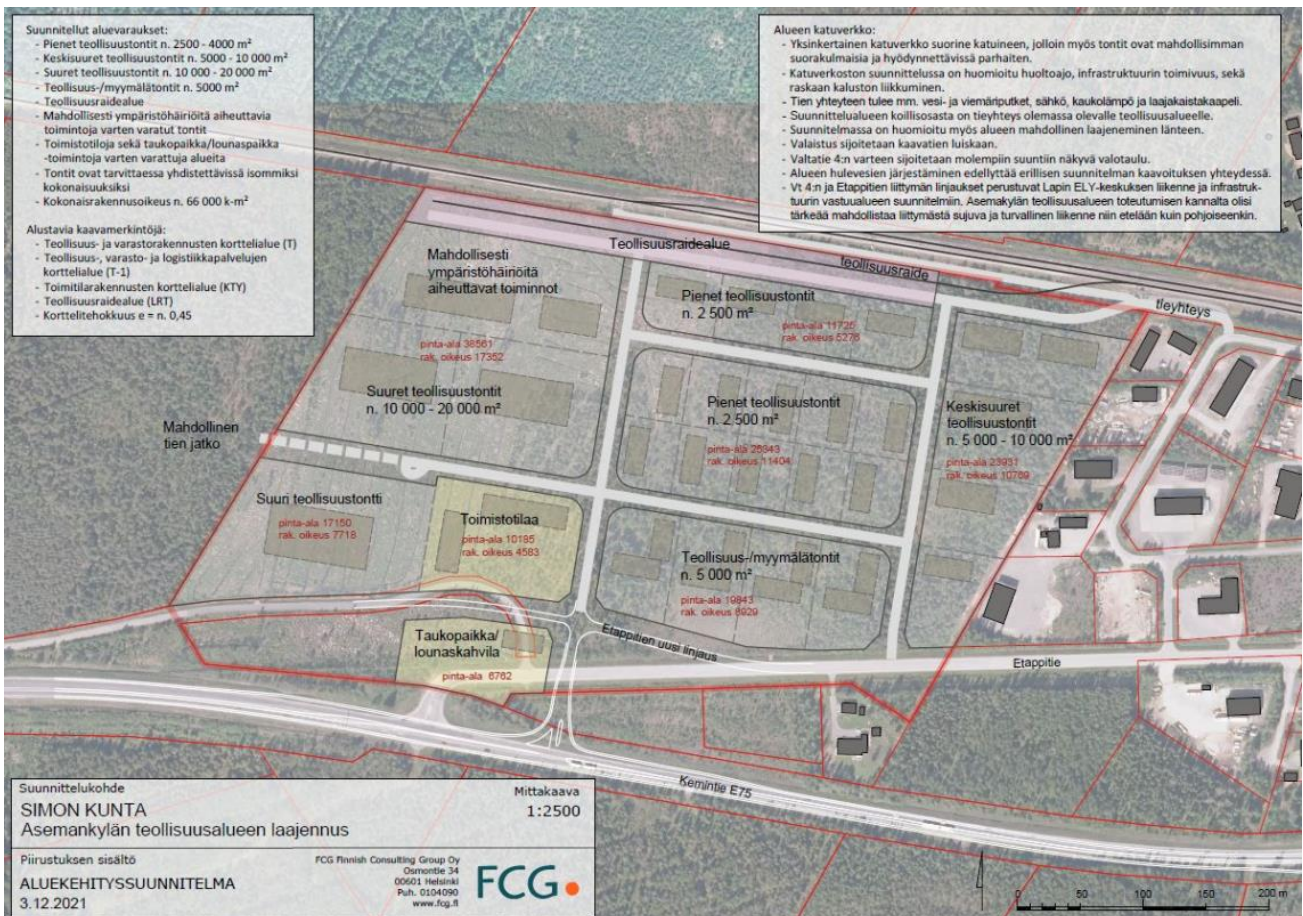 Suunnitellut aluevaraukset:
- Pienet teollisuustontit n. 2500 - 4000 m²
- Keskisuuret teollisuustontit n. 5000 - 10 000 m²
- Suuret teollisuustontit n. 10 000 - 20 000 m²
- Teollisuus-/myymälätontit n. 5000 m²
- Teollisuusraidealue
- Mahdollisesti ympäristöhäiriöitä aiheuttavia
toimintoja varten varatut tontit
- Toimistotiloja sekä taukopaikka/lounaspaikka
-toimintoja varten varattuja alueita
- Tontit ovat tarvittaessa yhdistettävissä isommiksi
kokonaisuuksiksi
- Kokonaisrakennusoikeus n. 66 000 k-m²
Alustavia kaavamerkintöjä:
- Teollisuus- ja varastorakennusten korttelialue (T)
- Teollisuus-, varasto- ja logistiikkapalvelujen
korttelialue (T-1)
- Toimitilarakennusten korttelialue (KTY)
- Teollisuusraidealue (LRT)
- Korttelitehokkuus e = n. 0,45
Alueen katuverkko:
- Yksinkertainen katuverkko suorine katuineen, jolloin myös tontit ovat mahdollisimman
suorakulmaisia ja hyödynnettävissä parhaiten.
- Katuverkoston suunnittelussa on huomioitu huoltoajo, infrastruktuurin toimivuus, sekä
raskaan kaluston liikkuminen.
- Tien yhteyteen tulee mm. vesi- ja viemäriputket, sähkö, kaukolämpö ja laajakaistakaapeli.
- Suunnittelualueen koillisosasta on tieyhteys olemassa olevalle teollisuusalueelle.
- Suunnitelmassa on huomioitu myös alueen mahdollinen laajeneminen länteen.
- Valaistus sijoitetaan kaavatien luiskaan.
- Valtatie 4:n varteen sijoitetaan molempiin suuntiin näkyvä valotaulu.
- Alueen hulevesien järjestäminen edellyttää erillisen suunnitelman kaavoituksen yhteydessä.
- Vt 4:n ja Etappitien liittymän linjaukset perustuvat Lapin ELY-keskuksen liikenne ja infrastruk-
tuurin vastuualueen suunnitelmiin. Asemakylän teollisuusalueen toteutumisen kannalta olisi
tärkeää mahdollistaa liittymästä sujuva ja turvallinen liikenne niin etelään kuin pohjoiseenkin.
Teollisuusraidealue
teollisuusraide
tieyhteys
Mahdollisesti
ympäristöhäiriöitä
aiheuttavat toiminnot
pinta-ala 38561
rak. oikeus 17352
Suuret teollisuustontit
n. 10 000 - 20 000 m²
Pienet teollisuustontit
n. 2 500 m²
pinta-ala 11725
rak. oikeus 5276
Pienet teollisuustontit
n. 2 500 m²
pinta-ala 25343
rak. oikeus 11404
Keskisuuret
teollisuustontit
n. 5 000 - 10 000 m²
pinta-ala 23931
rak. oikeus 10769
Mahdollinen
tien jatko
Suuri teollisuustontti
pinta-ala 17150
rak. oikeus 7718
Toimistotilaa
pinta-ala 10185
rak. oikeus 4583
Teollisuus-/myymälätontit
n. 5 000 m²
pinta-ala 19843
rak. oikeus 8929
Taukopaikka/
lounaskahvila
pinta-ala 6762
Etappitien uusi linjaus
Etappitie
Kemintie E75
Suunnittelukohde
SIMON KUNTA
Asemankylän teollisuusalueen laajennus
Mittakaava
1:2500
Piirustuksen sisältö
ALUEKEHITYSSUUNNITELMA
3.12.2021
FCG Finnish Consulting Group Oy
Osmontie 34
00601 Helsinki
Puh. 0104090
www.fcg.fi
FCG
0 50 100 150 200 m